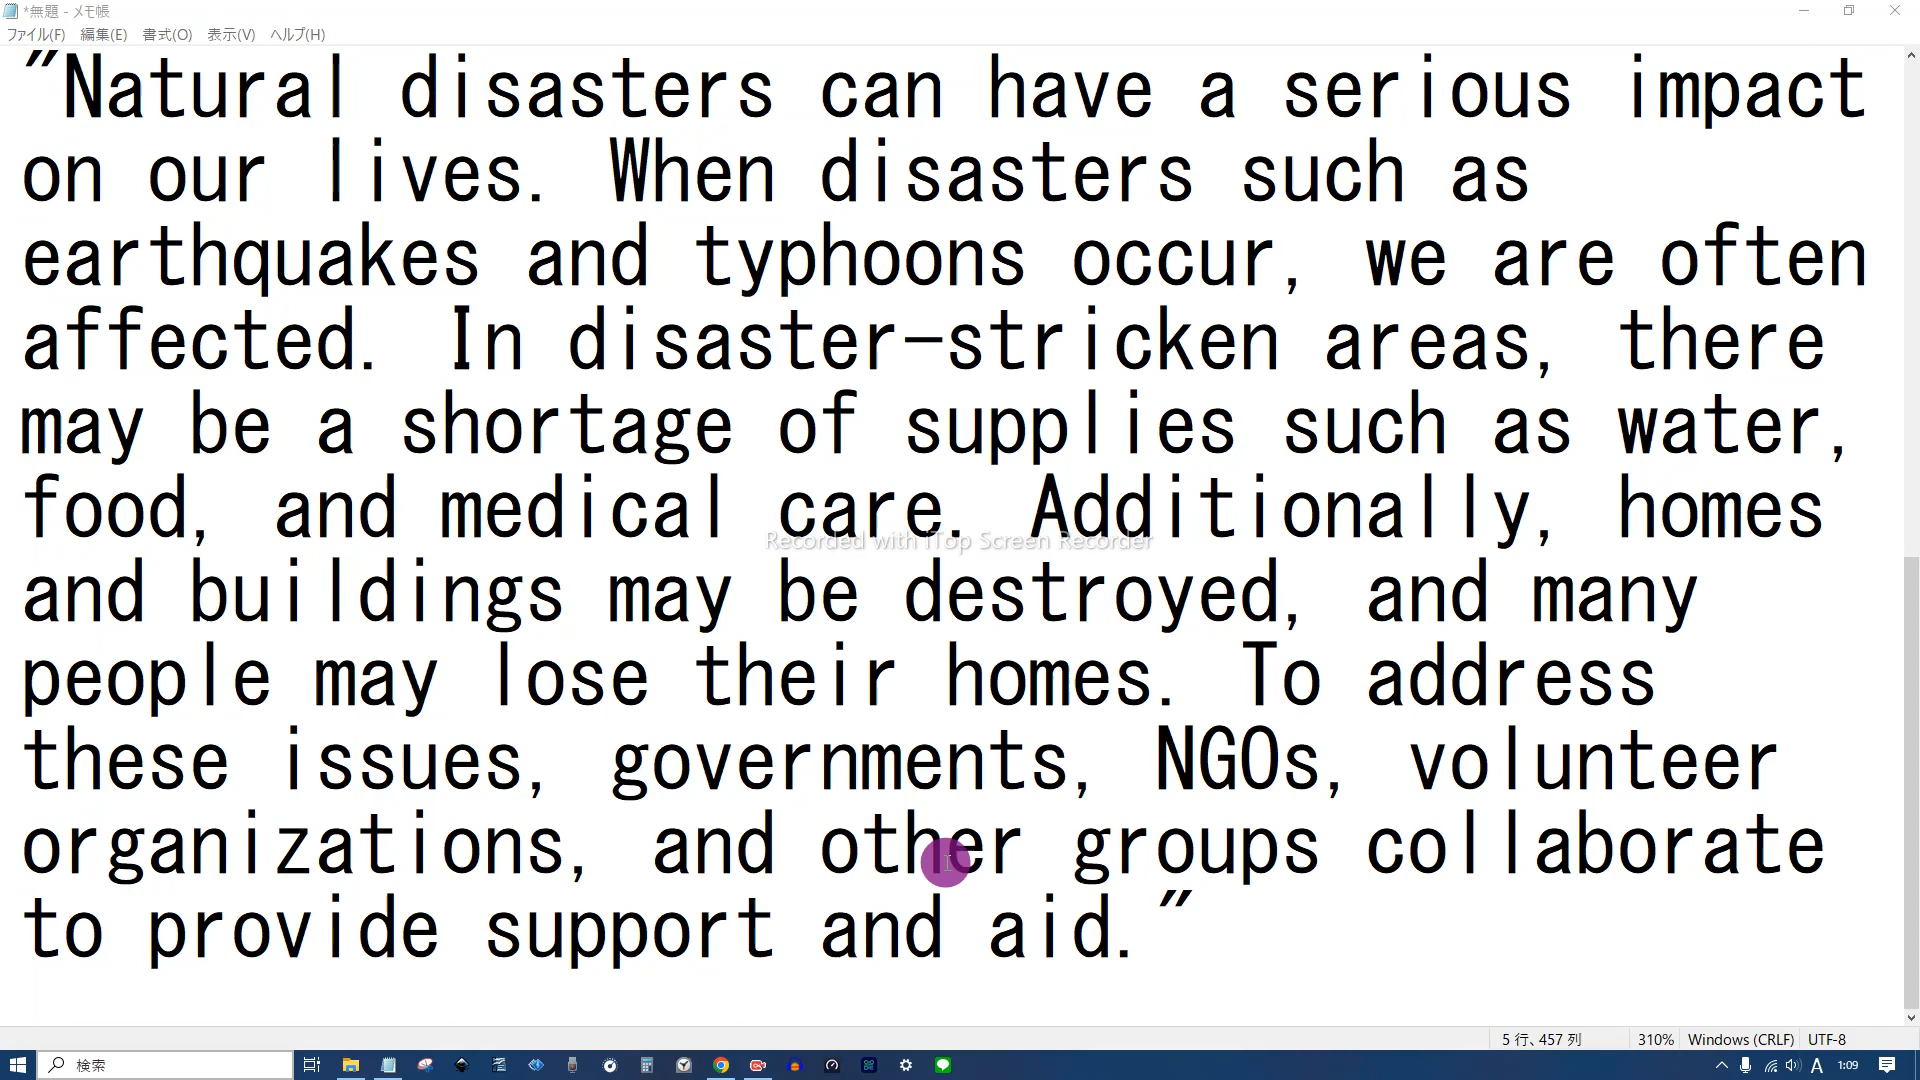 *無題 - メモ帳
ファイル(F) 編集(E) 書式(O) 表示(V) ヘルプ(H)
"Natural disasters can have a serious impact
on our lives. When disasters such as
earthquakes and typhoons occur, we are often
affected. In disaster-stricken areas, there
may be a shortage of supplies such as water,
food, and medical care. Additionally, homes
Recorded with iTop Screen Recorder
and buildings may be destroyed, and many
people may lose their homes. To address
these issues, governments, NGOs, volunteer
organizations, and other groups collaborate
to provide support and aid."
5 行、457 列 310% Windows (CRLF) UTF-8
検索 A 1:09